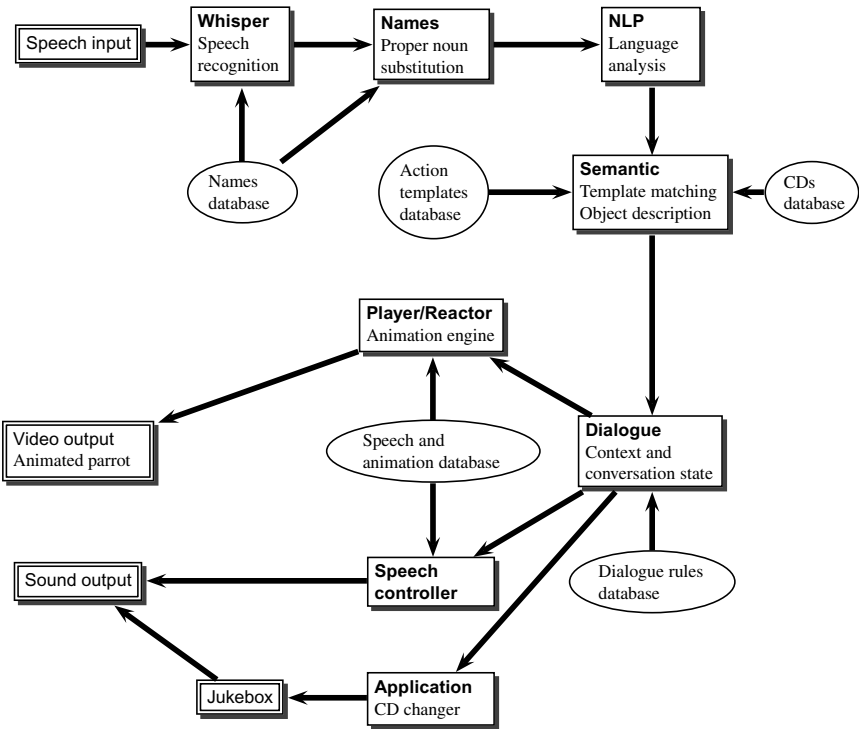 Speech input
Whisper
Speech
recognition
Names
Proper noun
substitution
NLP
Language
analysis
Names
database
Action
templates
database
Semantic
Template matching
Object description
CDs
database
Player/Reactor
Animation engine
Video output
Animated parrot
Speech and
animation database
Dialogue
Context and
conversation state
Sound output
Speech
controller
Dialogue rules
database
Jukebox
Application
CD changer